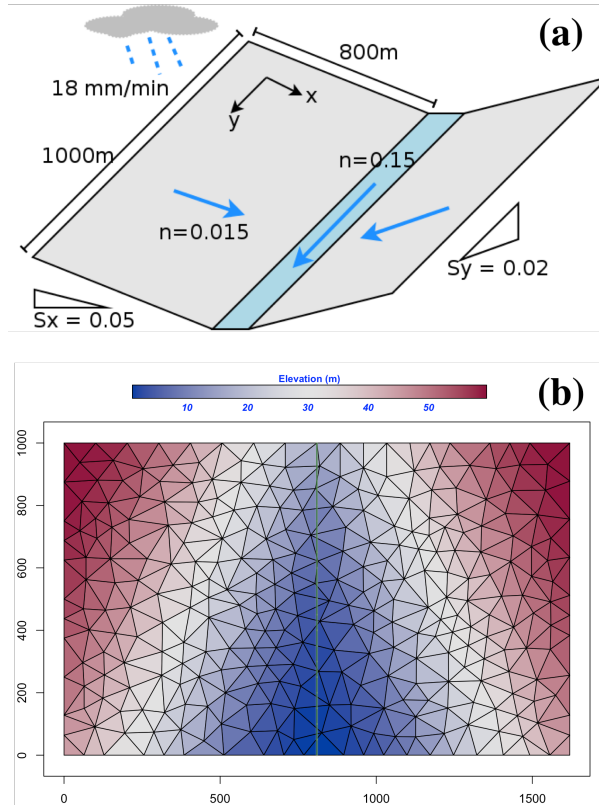 (a)
800m
18 mm/min
x
y
1000m
n=0.15
n=0.015
Sy = 0.02
Sx = 0.05
Elevation (m)
(b)
10 20 30 40 50
1000
800
600
400
200
0
0 500 1000 1500